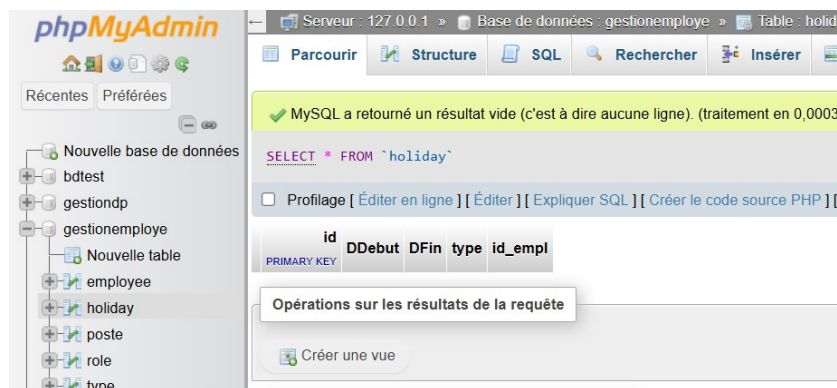 phpMyAdmin
Récentes Préférées
Nouvelle base de données
bdtest
gestiondp
gestionemploye
Nouvelle table
employee
holiday
poste
role
type
← Serveur : 127.0.0.1 » Base de données : gestionemploye » Table : holid
Parcourir Structure SQL Rechercher Insérer
MySQL a retourné un résultat vide (c'est à dire aucune ligne). (traitement en 0,0003
SELECT * FROM `holiday`
Profilage [ Éditer en ligne ] [ Éditer ] [ Expliquer SQL ] [ Créer le code source PHP ] [
id DDebut DFin type id_empl
PRIMARY KEY
Opérations sur les résultats de la requête
Créer une vue